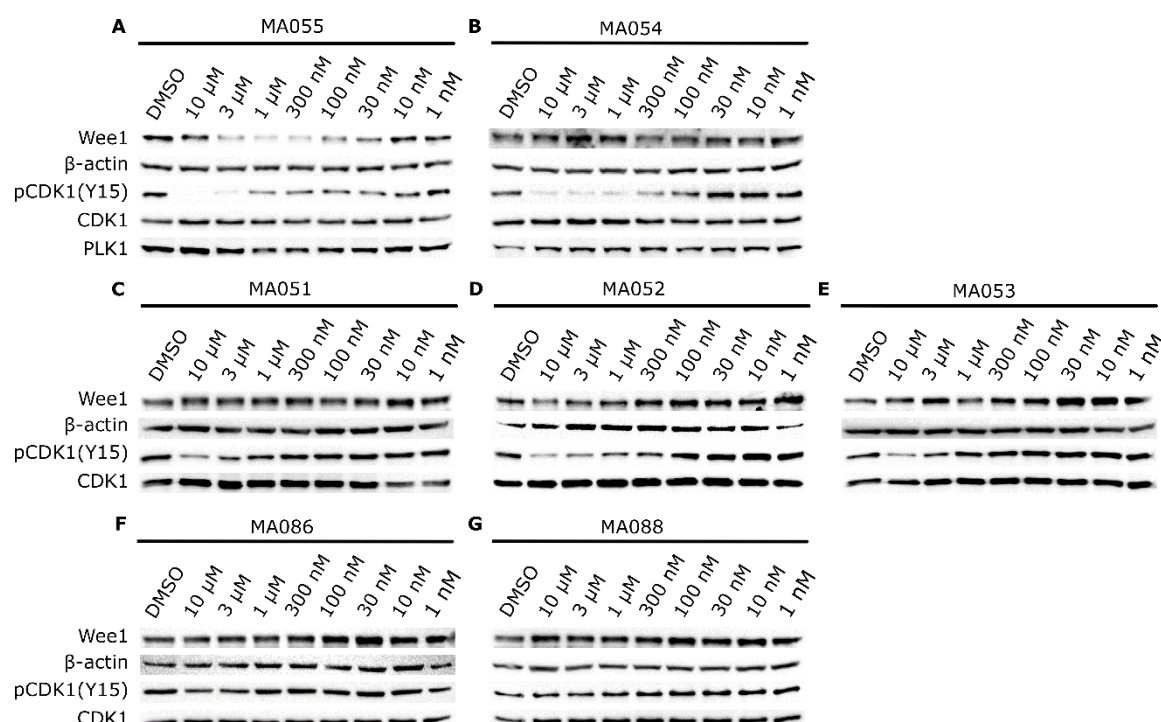 A MA055
DMSO 10 µM 3 µM 1 µM 300 nM 100 nM 30 nM 10 nM 1 nM
Wee1
β-actin
pCDK1(Y15)
CDK1
PLK1
B MA054
DMSO 10 µM 3 µM 1 µM 300 nM 100 nM 30 nM 10 nM 1 nM
C MA051
DMSO 10 µM 3 µM 1 µM 300 nM 100 nM 30 nM 10 nM 1 nM
Wee1
β-actin
pCDK1(Y15)
CDK1
D MA052
DMSO 10 µM 3 µM 1 µM 300 nM 100 nM 30 nM 10 nM 1 nM
E MA053
DMSO 10 µM 3 µM 1 µM 300 nM 100 nM 30 nM 10 nM 1 nM
F MA086
DMSO 10 µM 3 µM 1 µM 300 nM 100 nM 30 nM 10 nM 1 nM
Wee1
β-actin
pCDK1(Y15)
CDK1
G MA088
DMSO 10 µM 3 µM 1 µM 300 nM 100 nM 30 nM 10 nM 1 nM